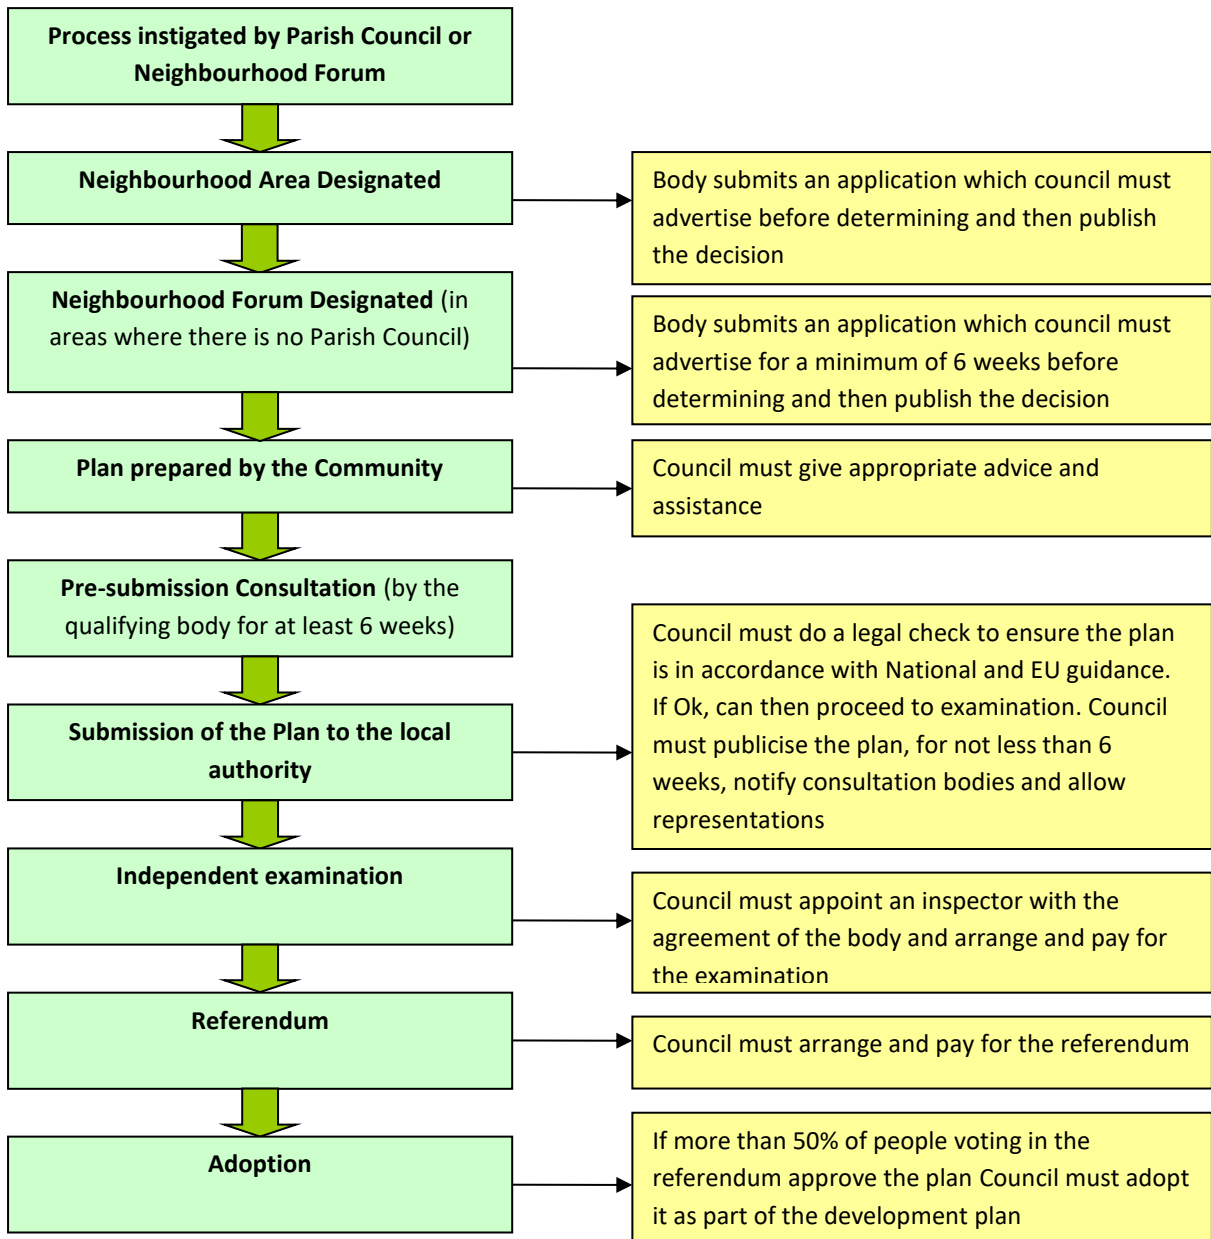 Process instigated by Parish Council or
Neighbourhood Forum
Neighbourhood Area Designated
Body submits an application which council must
advertise before determining and then publish
the decision
Neighbourhood Forum Designated (in
areas where there is no Parish Council)
Body submits an application which council must
advertise for a minimum of 6 weeks before
determining and then publish the decision
Plan prepared by the Community
Council must give appropriate advice and
assistance
Pre-submission Consultation (by the
qualifying body for at least 6 weeks)
Submission of the Plan to the local
authority
Council must do a legal check to ensure the plan
is in accordance with National and EU guidance.
If Ok, can then proceed to examination. Council
must publicise the plan, for not less than 6
weeks, notify consultation bodies and allow
representations
Independent examination
Council must appoint an inspector with the
agreement of the body and arrange and pay for
the examination
Referendum
Council must arrange and pay for the referendum
Adoption
If more than 50% of people voting in the
referendum approve the plan Council must adopt
it as part of the development plan